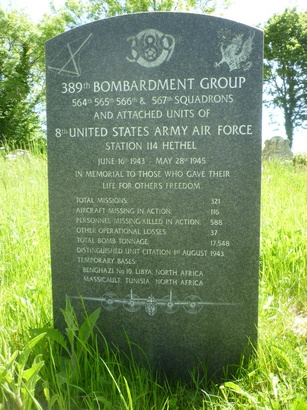 389
389th BOMBARDMENT GROUP
564th 565th 566th & 567th SQUADRONS
AND ATTACHED UNITS OF
8th UNITED STATES ARMY AIR FORCE
STATION 114 HETHEL
JUNE 16th 1943 MAY 28th 1945
IN MEMORIAL TO THOSE WHO GAVE THEIR
LIFE FOR OTHERS FREEDOM.
TOTAL MISSIONS: 321
AIRCRAFT MISSING IN ACTION: 116
PERSONNEL MISSING/KILLED IN ACTION: 588
OTHER OPERATIONAL LOSSES: 37
TOTAL BOMB TONNAGE: 17,548
DISTINGUISHED UNIT CITATION 1st AUGUST 1943
TEMPORARY BASES:
BENGHAZI No 10, LIBYA, NORTH AFRICA
MASSICAULT, TUNISIA, NORTH AFRICA